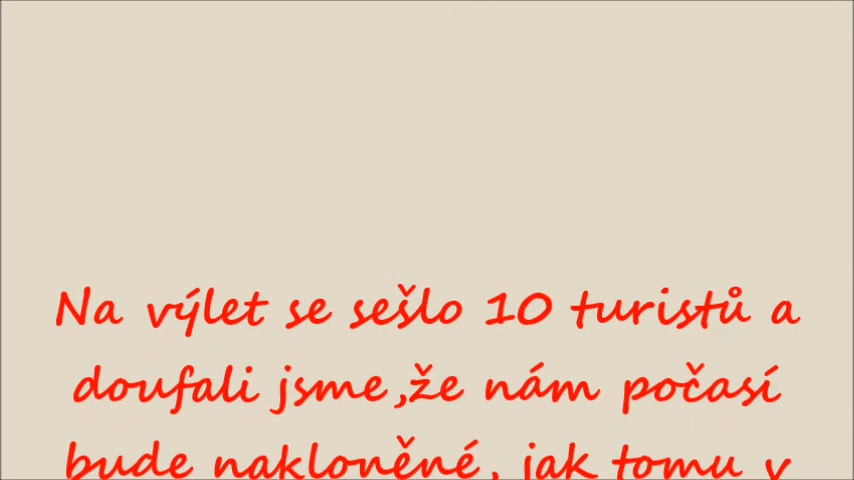 Na výlet se sešlo 10 turistů a
doufali jsme,že nám počasí
bude nakloněné, jak tomu v